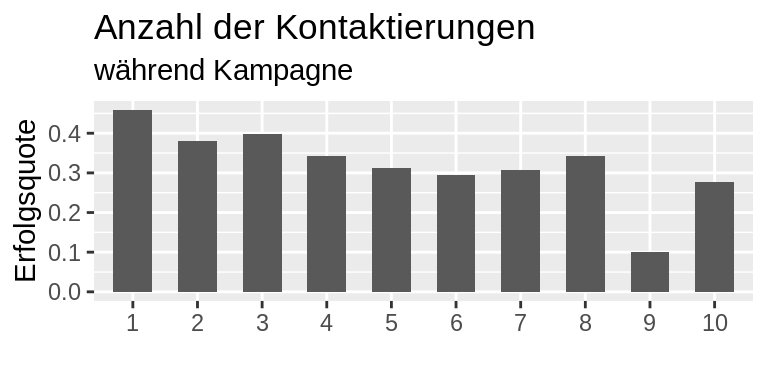 Anzahl der Kontaktierungen
während Kampagne
Erfolgsquote
0.4
0.3
0.2
0.1
0.0
1 2 3 4 5 6 7 8 9 10